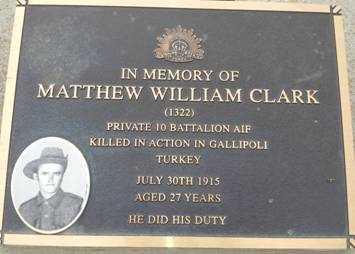 IN MEMORY OF
MATTHEW WILLIAM CLARK
(1322)
PRIVATE 10 BATTALION AIF
KILLED IN ACTION IN GALLIPOLI
TURKEY
JULY 30TH 1915
AGED 27 YEARS
HE DID HIS DUTY